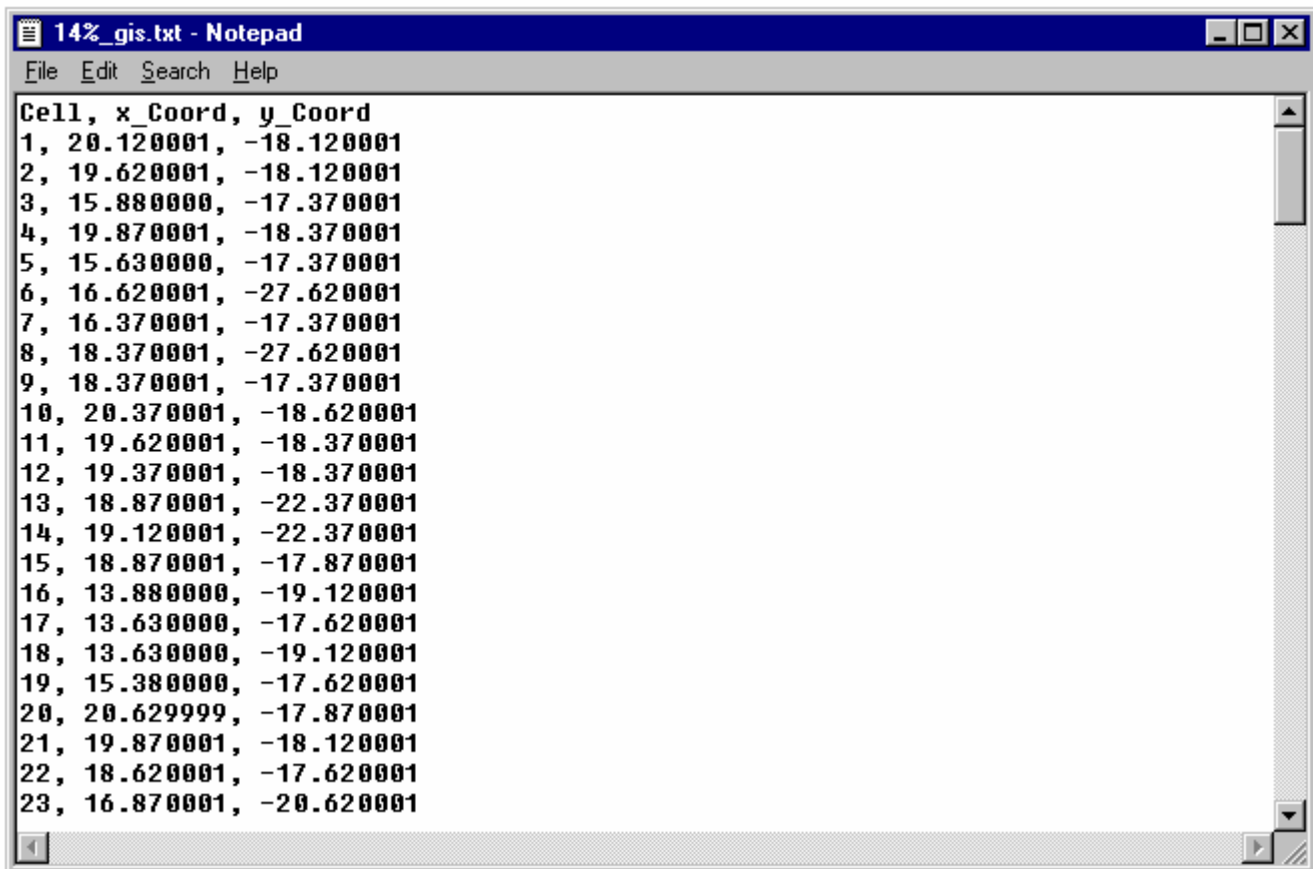 14%_gis.txt - Notepad
File Edit Search Help
Cell, x_Coord, y_Coord
1, 20.120001, -18.120001
2, 19.620001, -18.120001
3, 15.880000, -17.370001
4, 19.870001, -18.370001
5, 15.630000, -17.370001
6, 16.620001, -27.620001
7, 16.370001, -17.370001
8, 18.370001, -27.620001
9, 18.370001, -17.370001
10, 20.370001, -18.620001
11, 19.620001, -18.370001
12, 19.370001, -18.370001
13, 18.870001, -22.370001
14, 19.120001, -22.370001
15, 18.870001, -17.870001
16, 13.880000, -19.120001
17, 13.630000, -17.620001
18, 13.630000, -19.120001
19, 15.380000, -17.620001
20, 20.629999, -17.870001
21, 19.870001, -18.120001
22, 18.620001, -17.620001
23, 16.870001, -20.620001